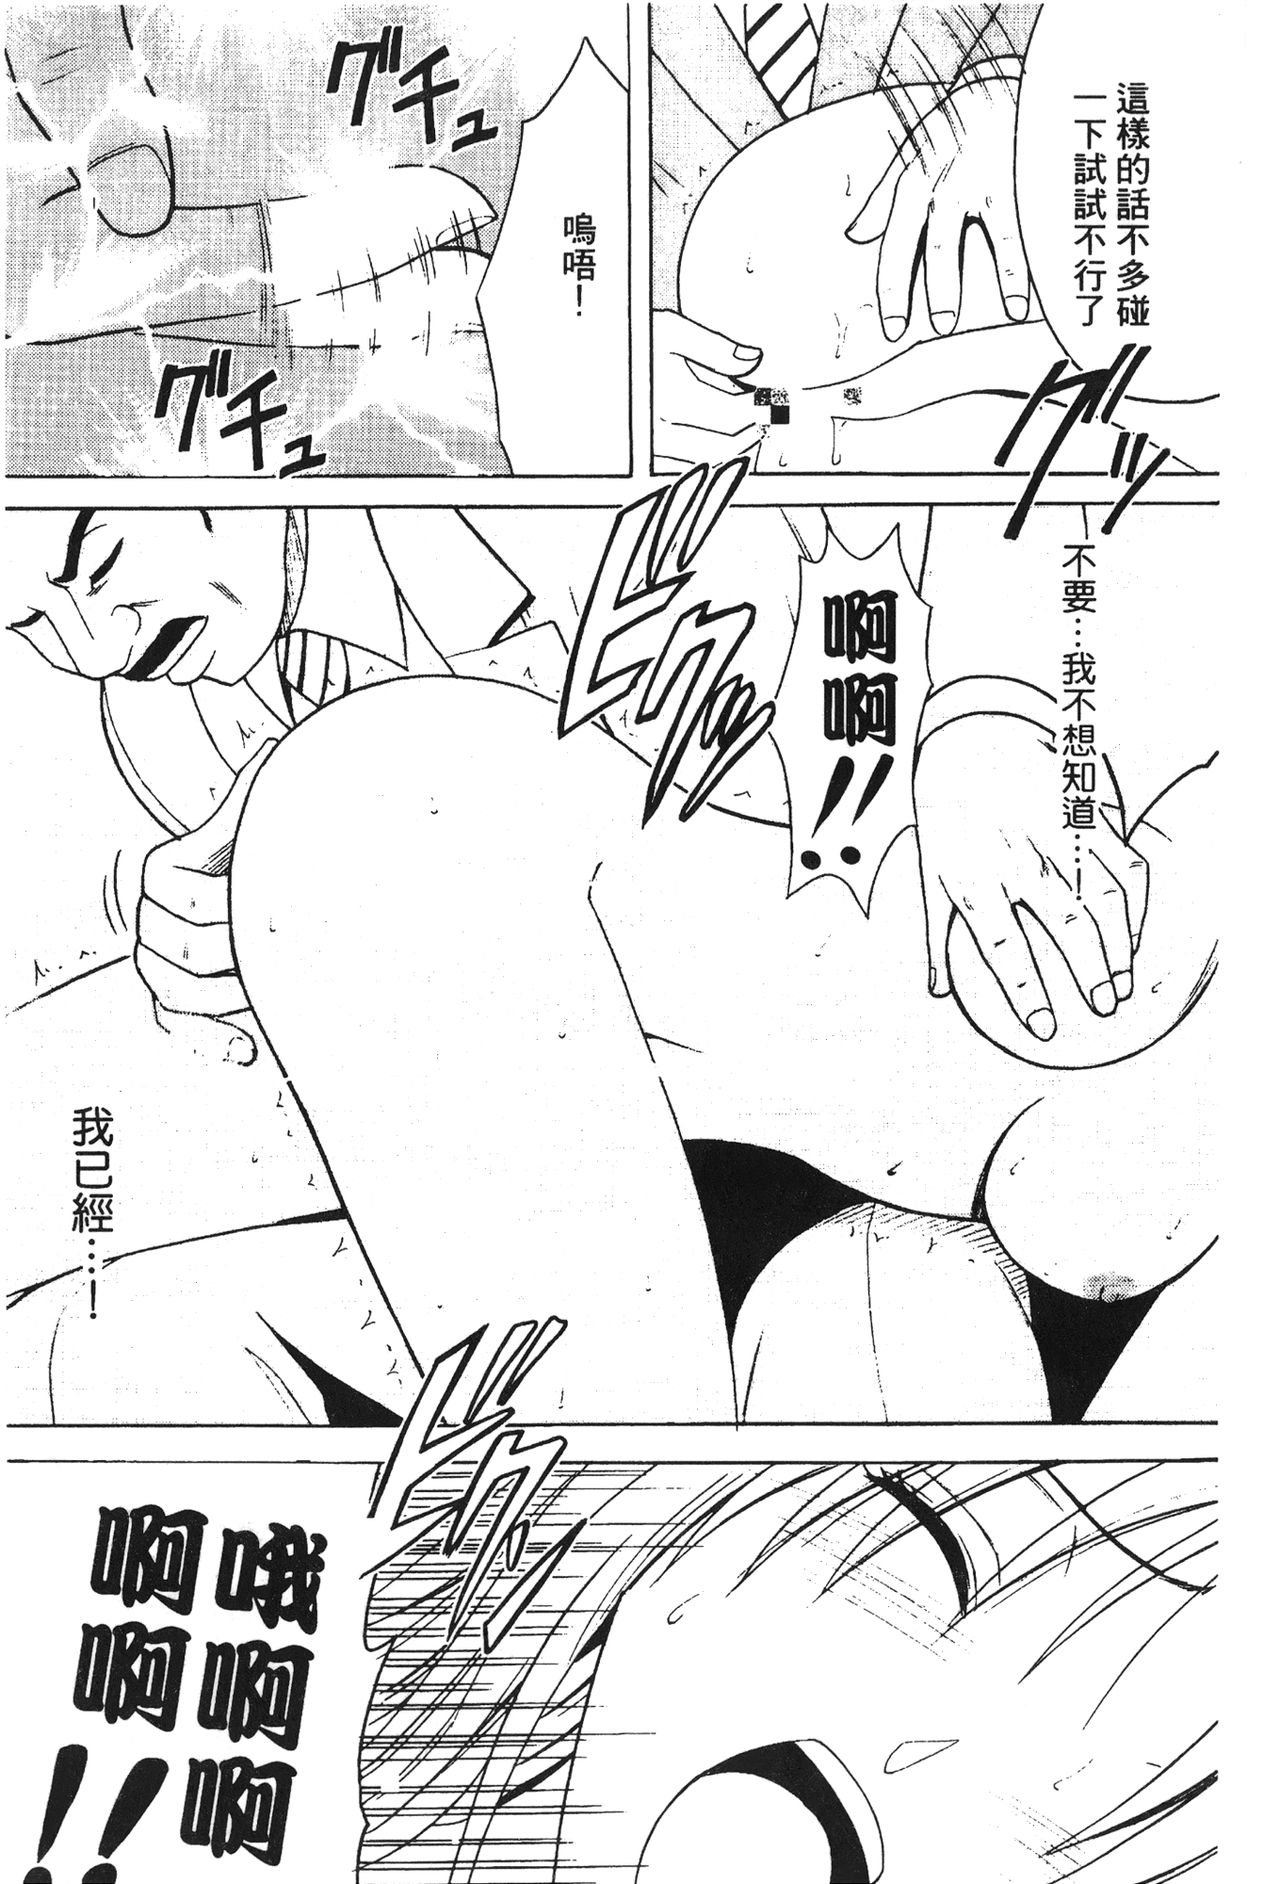 這樣的話不多碰
一下試試不行了
グッ
嗚唔！
グチュ
グチュ
不要…我不想知道…！
啊啊！！
ビクッ
我已經…！
ビクッ
哦啊啊
啊啊！！